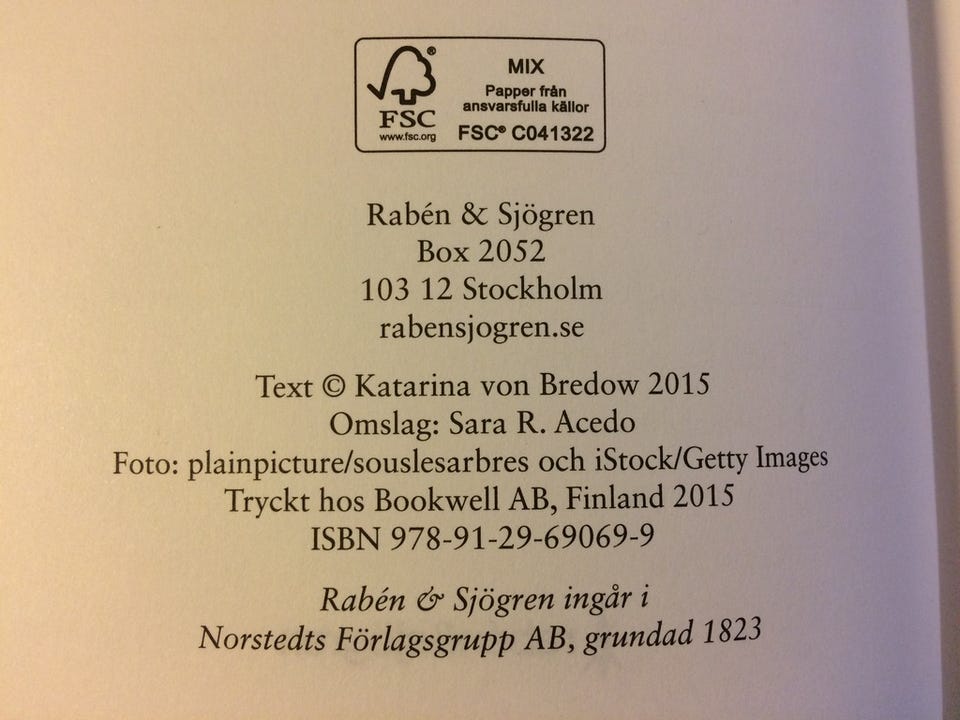 MIX
Papper från
ansvarsfulla källor
FSC® C041322
FSC
www.fsc.org
Rabén & Sjögren
Box 2052
103 12 Stockholm
rabensjogren.se
Text © Katarina von Bredow 2015
Omslag: Sara R. Acedo
Foto: plainpicture/souslesarbres och iStock/Getty Images
Tryckt hos Bookwell AB, Finland 2015
ISBN 978-91-29-69069-9
Rabén & Sjögren ingår i
Norstedts Förlagsgrupp AB, grundad 1823